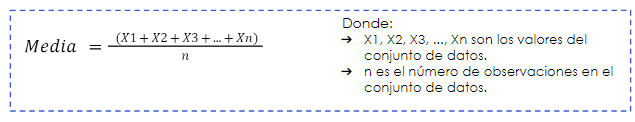 Media = (X1+X2+X3+...+Xn) / n
Donde:
➔ X1, X2, X3, ..., Xn son los valores del
conjunto de datos.
➔ n es el número de observaciones en el
conjunto de datos.